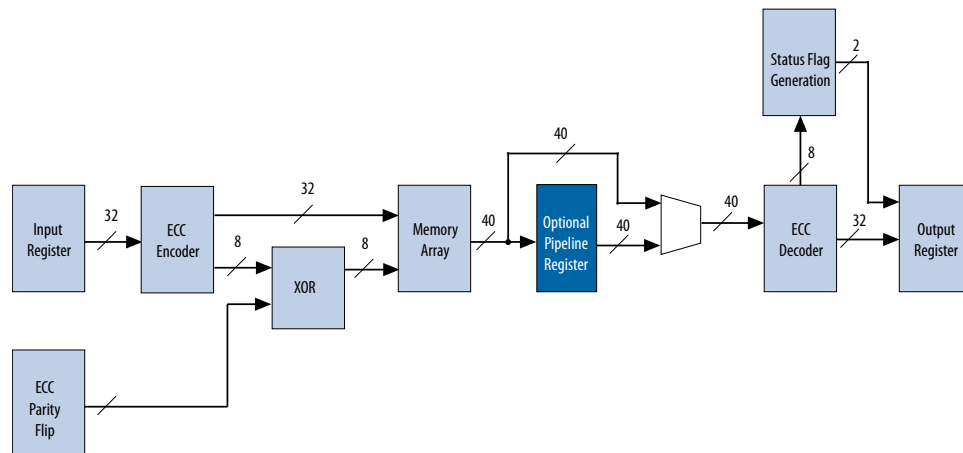 2
Status Flag
Generation
40
8
32
32
40
40
40
32
Input
Register
ECC
Encoder
8
8
XOR
Memory
Array
Optional
Pipeline
Register
ECC
Decoder
Output
Register
ECC
Parity
Flip